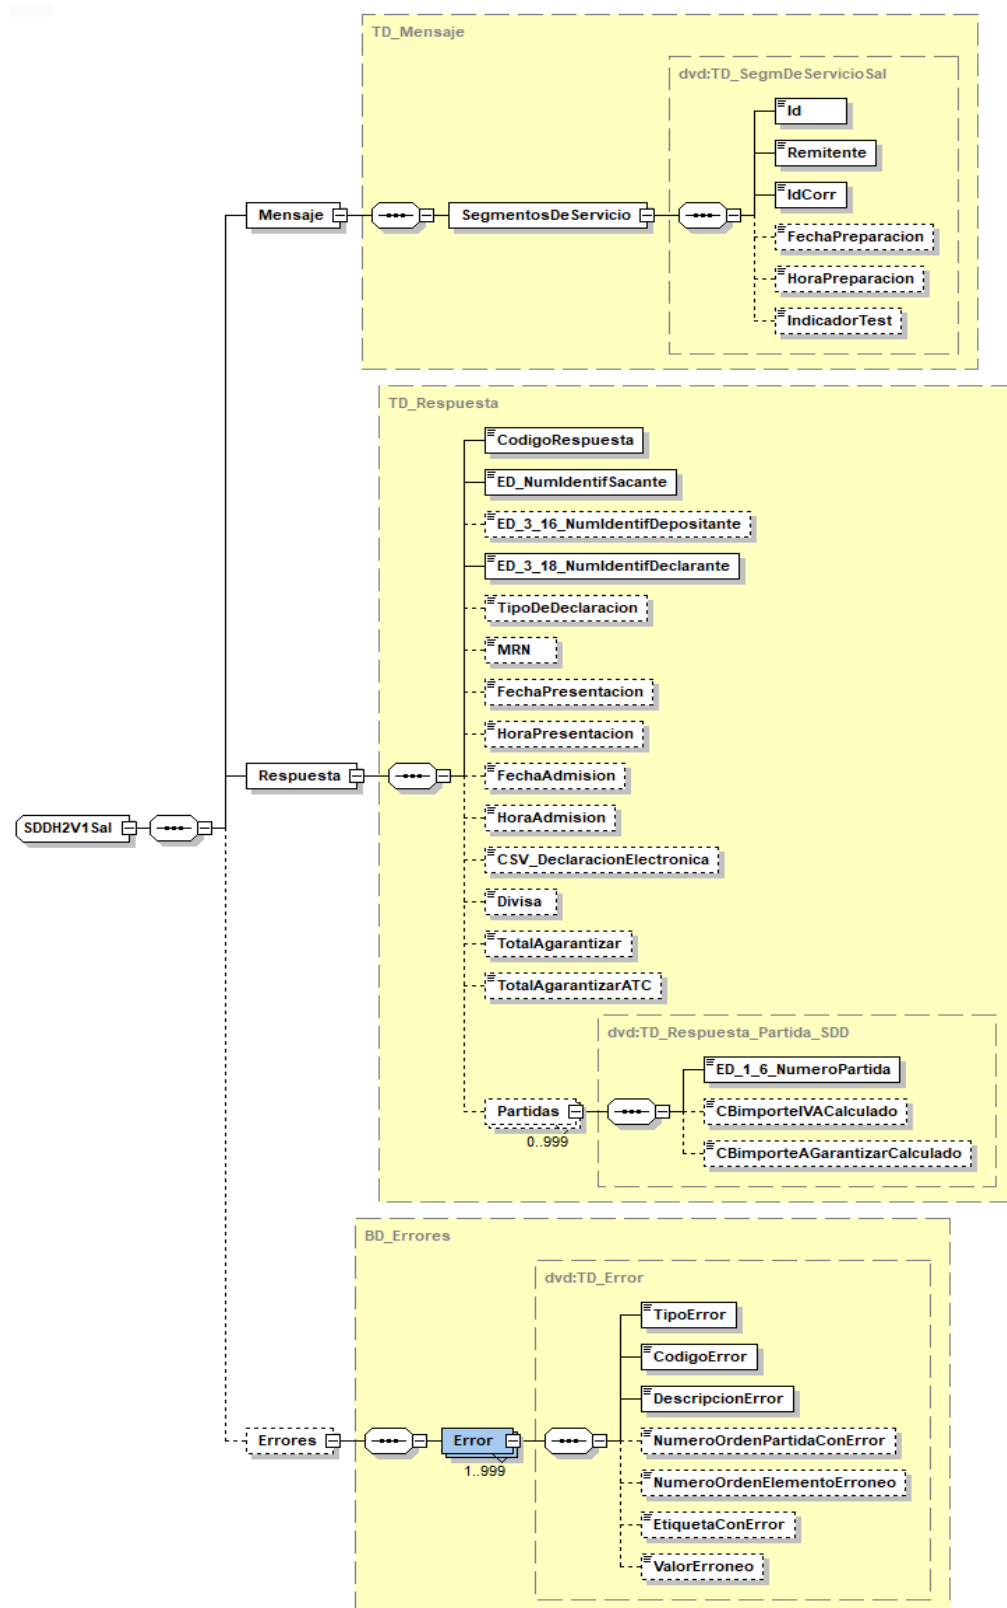 TD_Mensaje
dvd:TD_SegmDeServicioSal
Id
Remitente
IdCorr
Mensaje
SegmentosDeServicio
FechaPreparacion
HoraPreparacion
IndicadorTest
TD_Respuesta
CodigoRespuesta
ED_NumIdentifSacante
ED_3_16_NumIdentifDepositante
ED_3_18_NumIdentifDeclarante
TipoDeDeclaracion
MRN
FechaPresentacion
HoraPresentacion
Respuesta
FechaAdmision
HoraAdmision
SDDH2V1Sal
CSV_DeclaracionElectronica
Divisa
TotalAgarantizar
TotalAgarantizarATC
dvd:TD_Respuesta_Partida_SDD
ED_1_6_NumeroPartida
Partidas
0..999
CBimporteIVACalculado
CBimporteAGarantizarCalculado
BD_Errores
dvd:TD_Error
TipoError
CodigoError
DescripcionError
Errores
Error
1..999
NumeroOrdenPartidaConError
NumeroOrdenElementoErroneo
EtiquetaConError
ValorErroneo